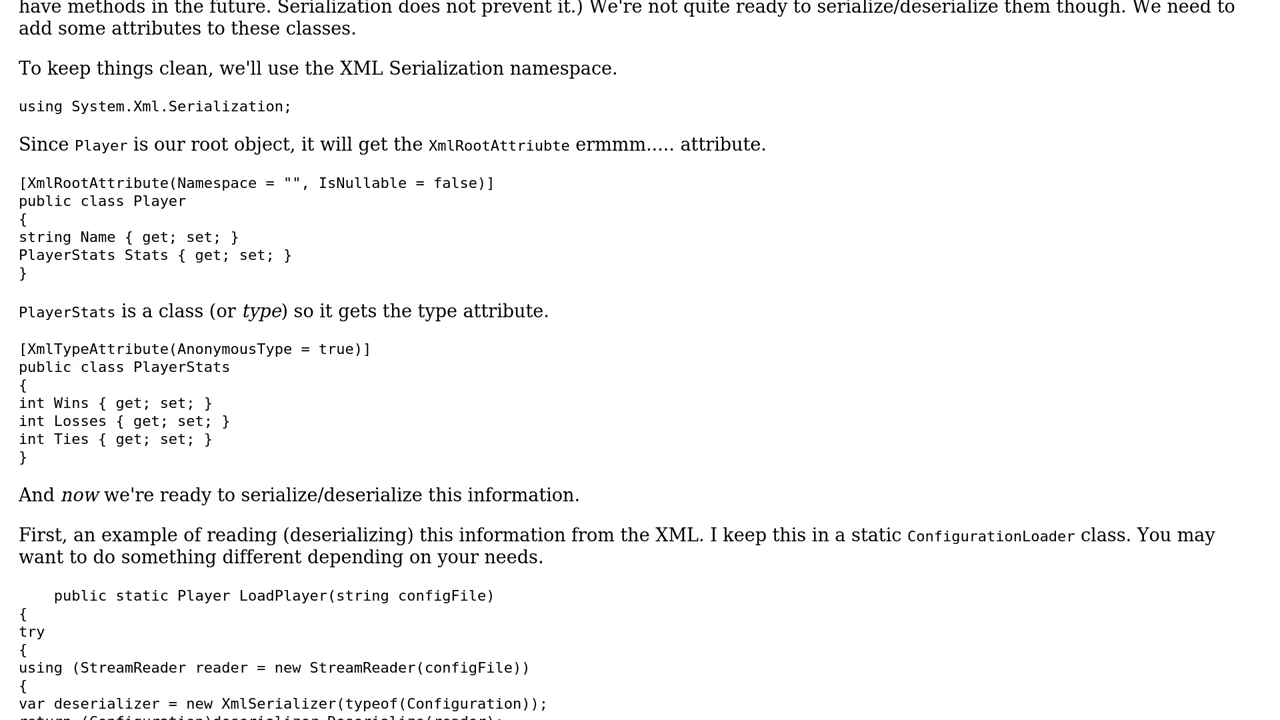 have methods in the future. Serialization does not prevent it.) We're not quite ready to serialize/deserialize them though. We need to
add some attributes to these classes.
To keep things clean, we'll use the XML Serialization namespace.
using System.Xml.Serialization;
Since Player is our root object, it will get the XmlRootAttriubte ermmm..... attribute.
[XmlRootAttribute(Namespace = "", IsNullable = false)]
public class Player
{
string Name { get; set; }
PlayerStats Stats { get; set; }
}
PlayerStats is a class (or type) so it gets the type attribute.
[XmlTypeAttribute(AnonymousType = true)]
public class PlayerStats
{
int Wins { get; set; }
int Losses { get; set; }
int Ties { get; set; }
}
And now we're ready to serialize/deserialize this information.
First, an example of reading (deserializing) this information from the XML. I keep this in a static ConfigurationLoader class. You may
want to do something different depending on your needs.
    public static Player LoadPlayer(string configFile)
{
try
{
using (StreamReader reader = new StreamReader(configFile))
{
var deserializer = new XmlSerializer(typeof(Configuration));
return (Configuration)deserializer.Deserialize(reader);